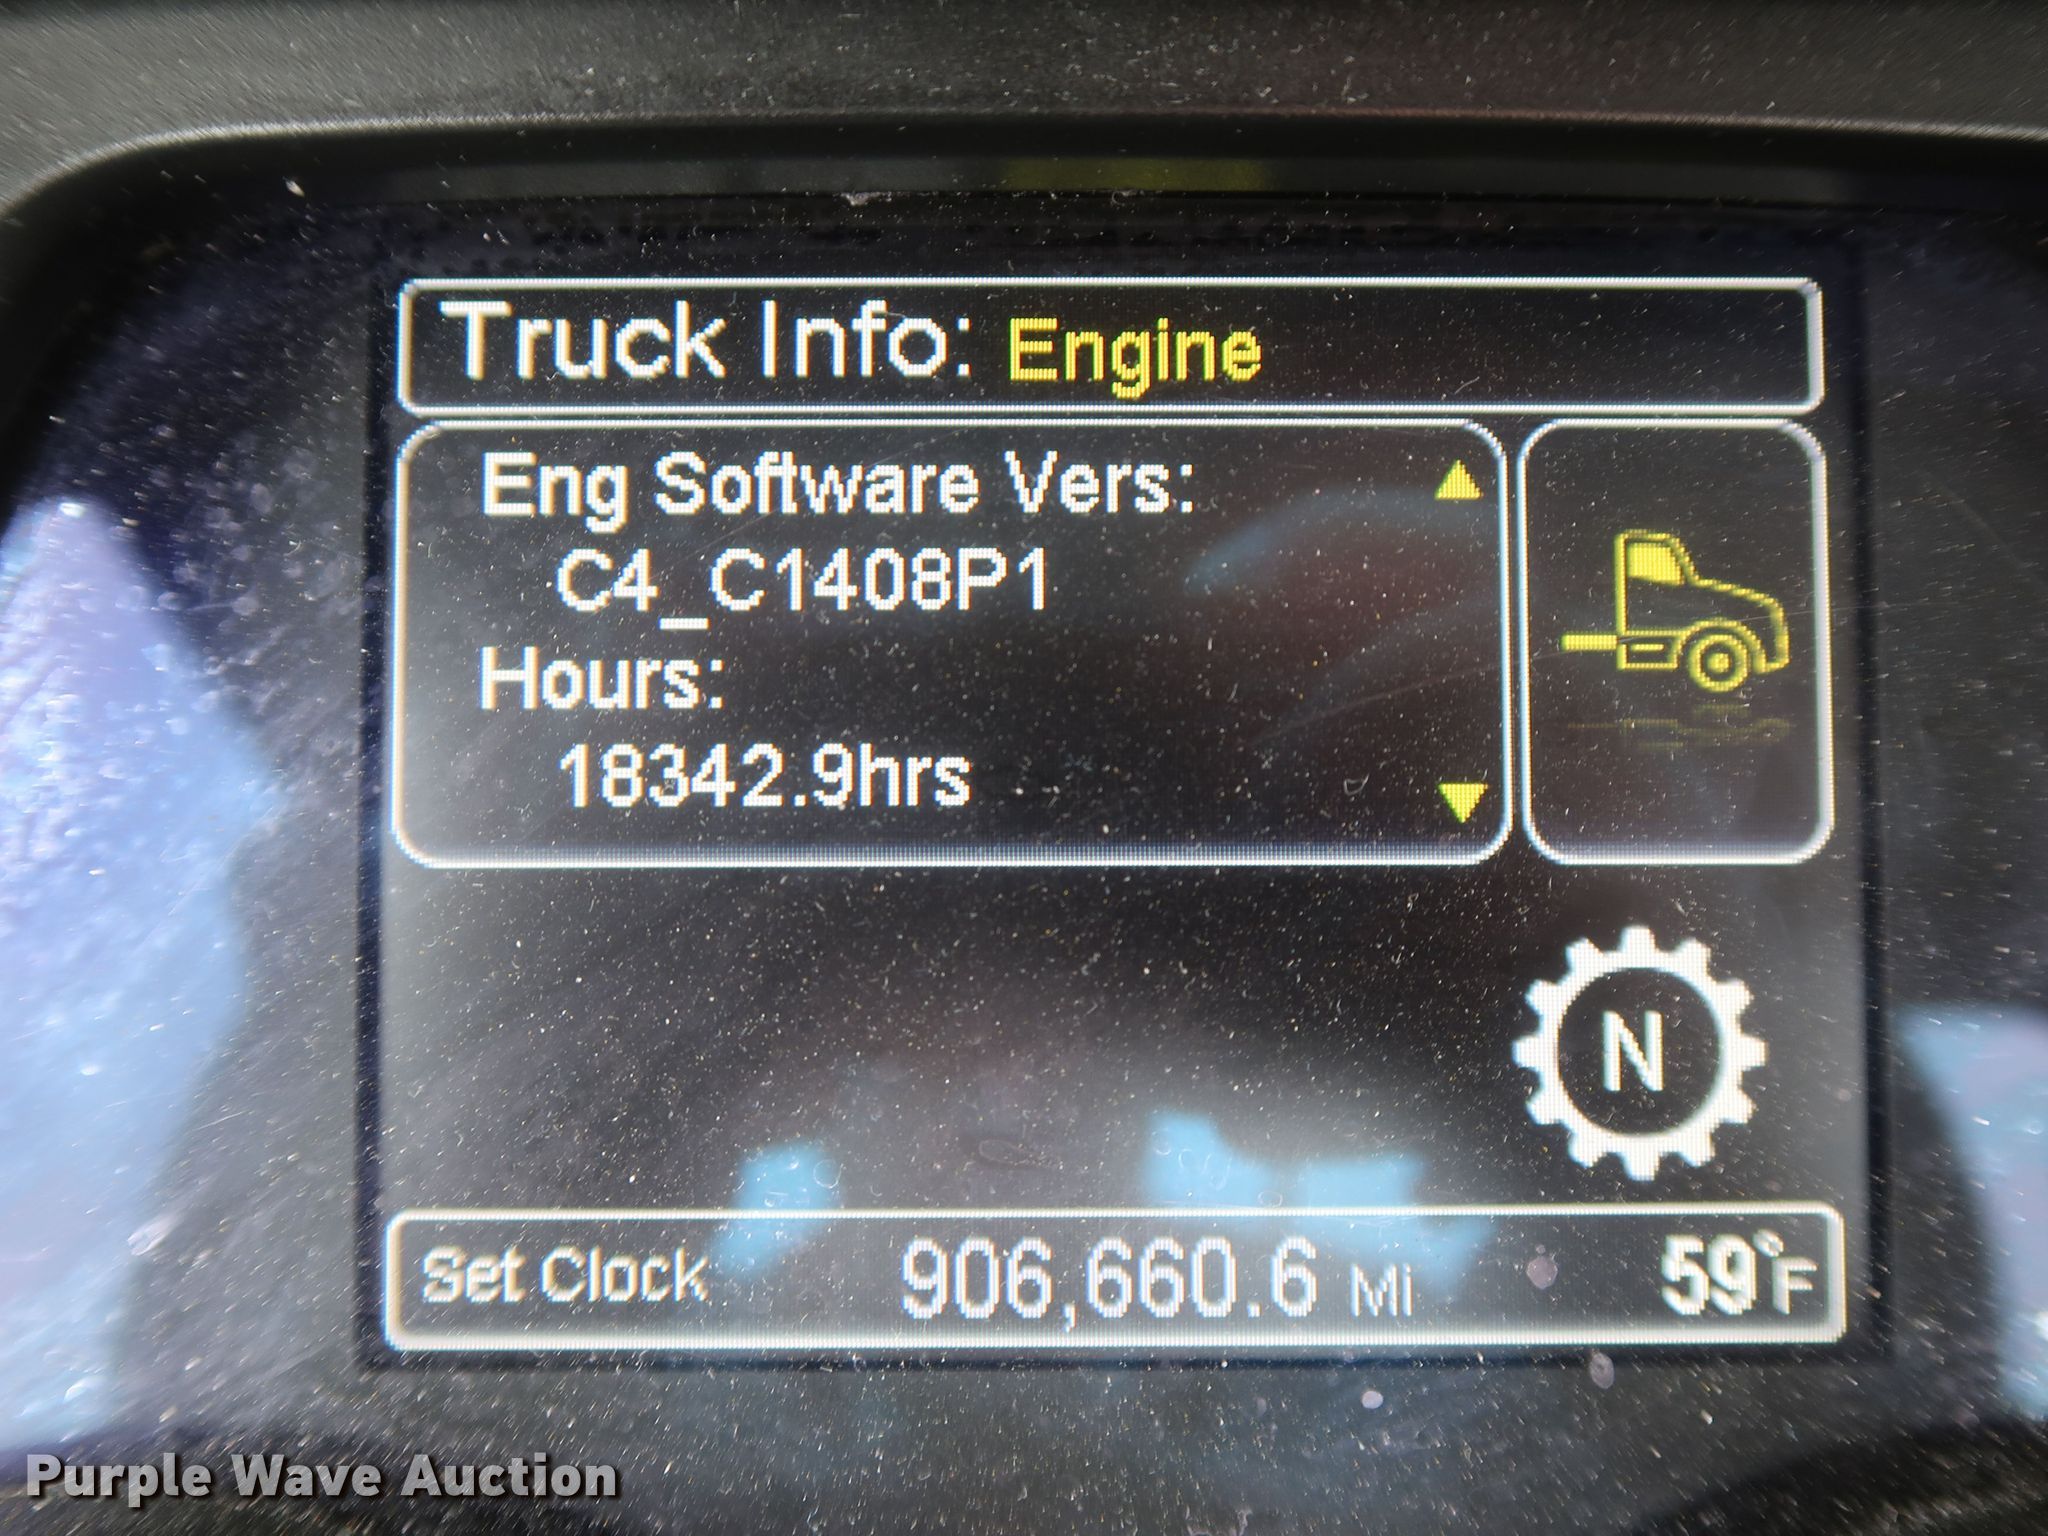 Truck Info: Engine
Eng Software Vers:
C4_C1408P1
Hours:
18342.9hrs
N
Set Clock 906,660.6 Mi 59°F
Purple Wave Auction